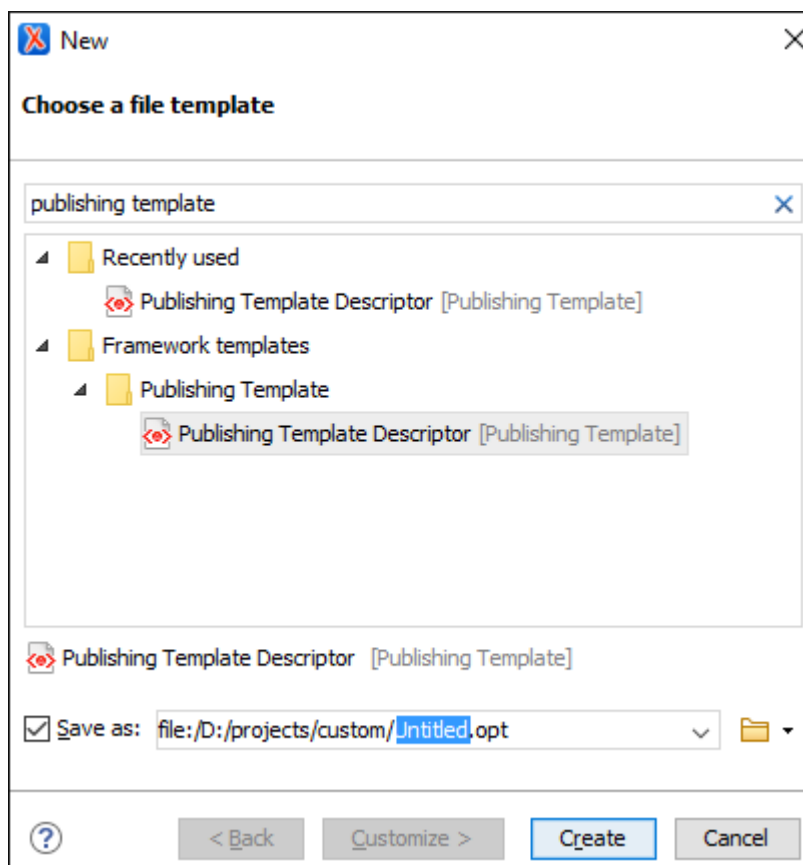 New
Choose a file template
publishing template
Recently used
Publishing Template Descriptor [Publishing Template]
Framework templates
Publishing Template
Publishing Template Descriptor [Publishing Template]
Publishing Template Descriptor [Publishing Template]
Save as: file:/D:/projects/custom/Untitled.opt
? < Back Customize > Create Cancel